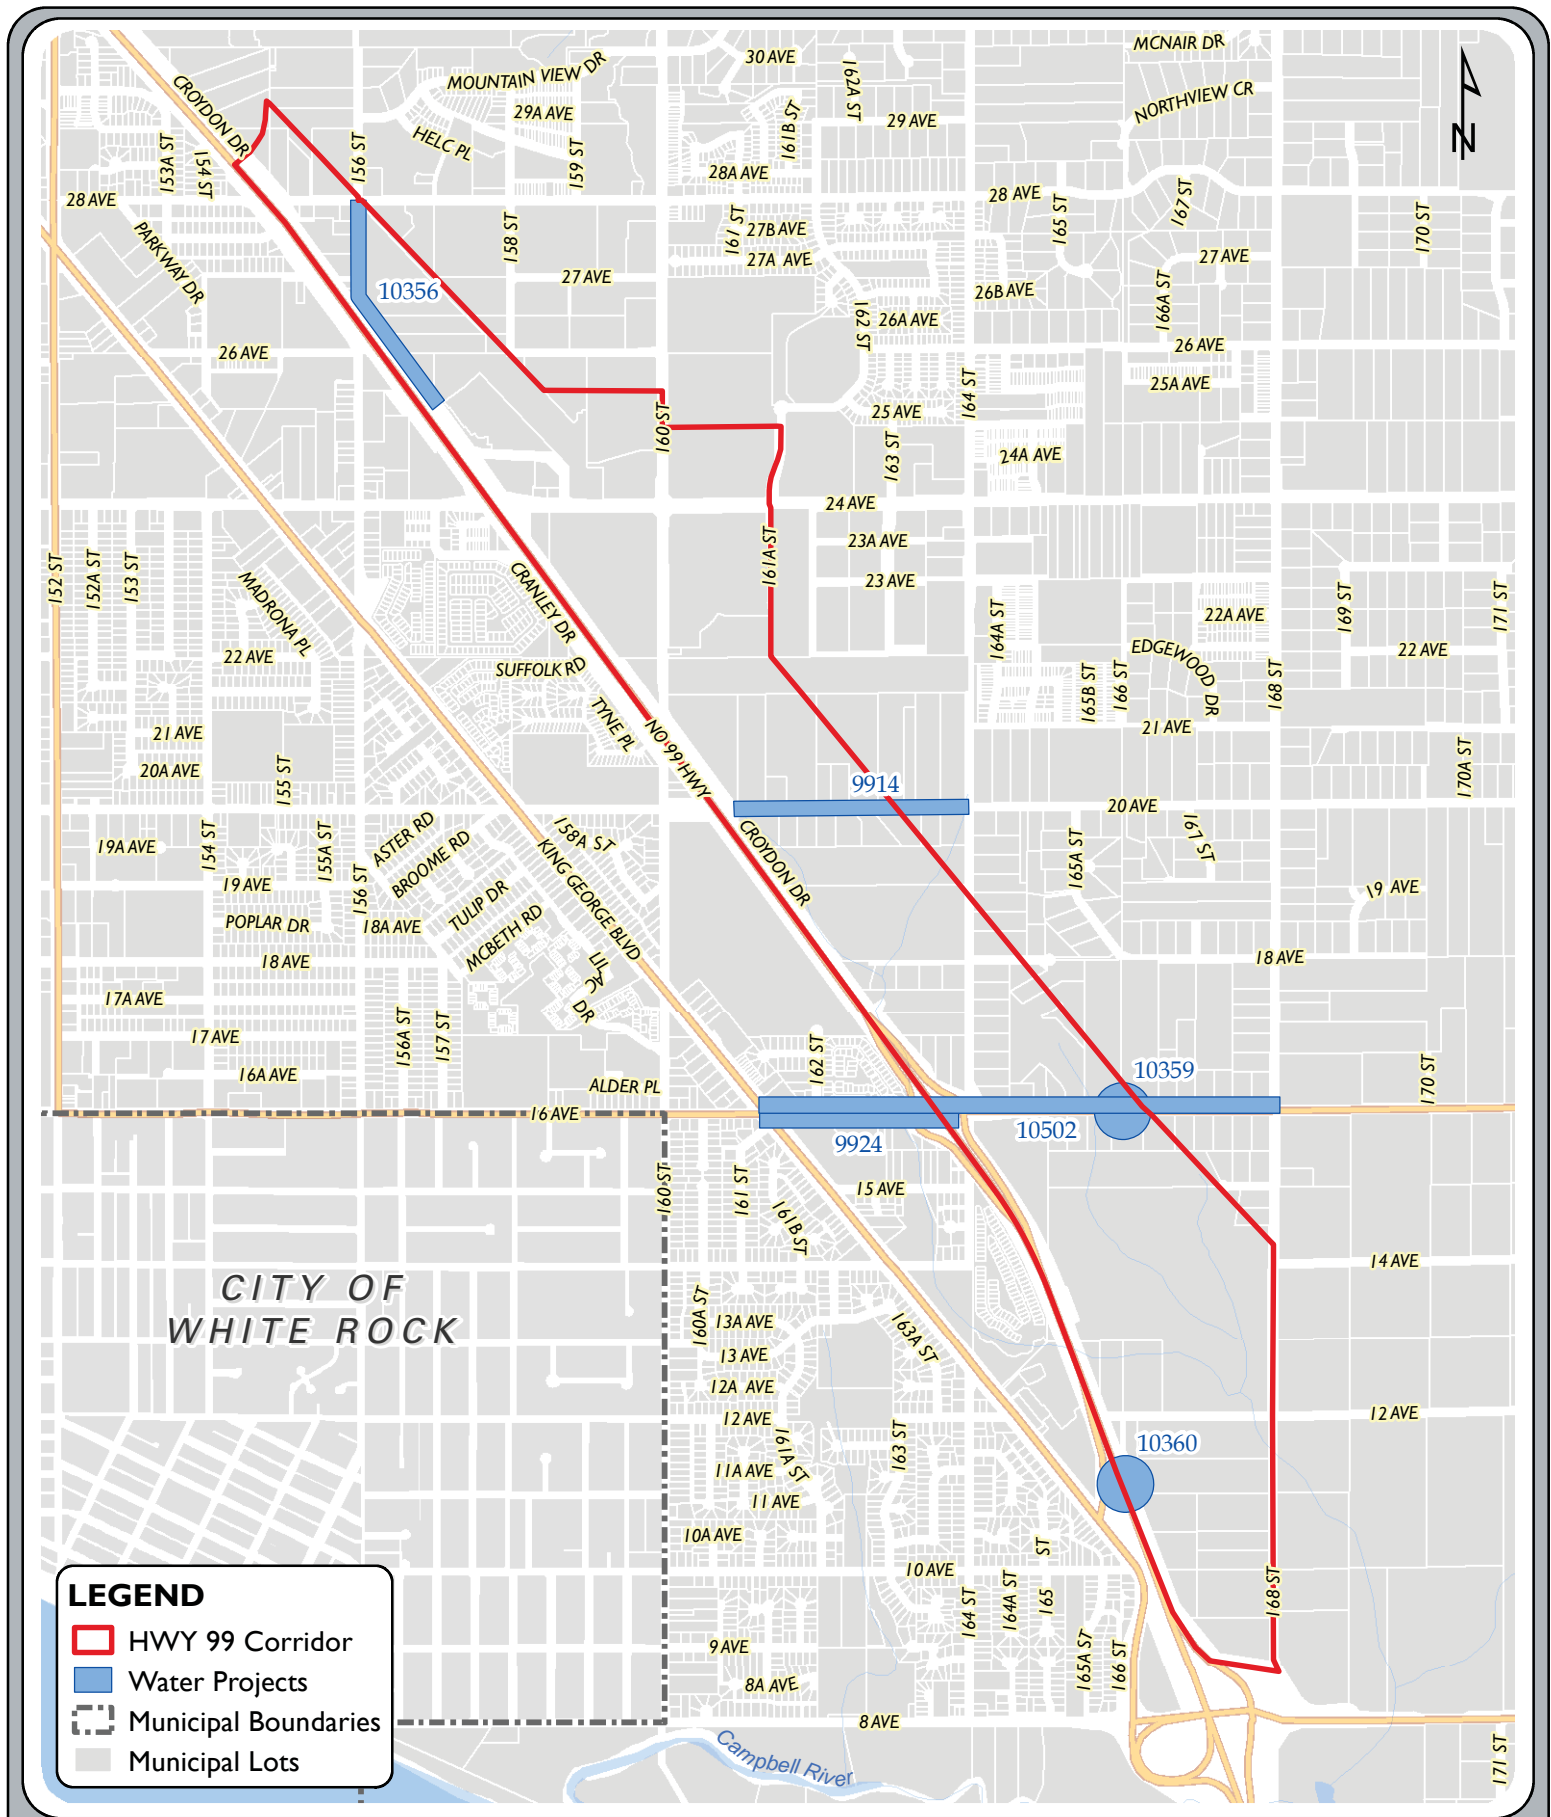 MCNAIR DR
30 AVE
MOUNTAIN VIEW DR
CROYDON DR
162A ST
NORTHVIEW CR
29A AVE
161B ST
29 AVE
N
HELC PL
156 ST
159 ST
153A ST
154 ST
28A AVE
28 AVE
28 AVE
167 ST
165 ST
170 ST
161 ST
27B AVE
158 ST
PARKWAY DR
27A AVE
27 AVE
27 AVE
10356
26B AVE
166A ST
162 ST
26A AVE
26 AVE
26 AVE
25A AVE
164 ST
25 AVE
160 ST
163 ST
24A AVE
24 AVE
161A ST
23A AVE
23 AVE
152 ST
152A ST
153 ST
CRANLEY DR
MADRONA PL
169 ST
171 ST
22A AVE
164A ST
22 AVE
EDGEWOOD DR
22 AVE
SUFFOLK RD
165B ST
166 ST
168 ST
TYNE PL
21 AVE
21 AVE
NO 99 HWY
20A AVE
155 ST
170A ST
9914
20 AVE
158A ST
167 ST
19A AVE
154 ST
155A ST
ASTER RD
BROOME RD
KING GEORGE BLVD
CROYDON DR
165A ST
19 AVE
156 ST
19 AVE
TULIP DR
POPLAR DR
18A AVE
MCBETH RD
18 AVE
18 AVE
LILAC DR
17A AVE
156A ST
157 ST
17 AVE
162 ST
10359
170 ST
16A AVE
ALDER PL
16 AVE
10502
9924
160 ST
161 ST
15 AVE
161B ST
14 AVE
CITY OF
WHITE ROCK
160A ST
13A AVE
163A ST
13 AVE
12A AVE
12 AVE
12 AVE
161A ST
163 ST
10360
11A AVE
11 AVE
10A AVE
165 ST
10 AVE
164 ST
164A ST
168 ST
9 AVE
165A ST
166 ST
8A AVE
8 AVE
171 ST
Campbell River
LEGEND
HWY 99 Corridor
Water Projects
Municipal Boundaries
Municipal Lots